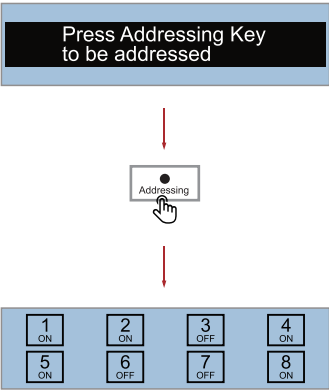 Press Addressing Key
to be addressed
Addressing
1 2 3 4
ON ON OFF ON
5 6 7 8
ON OFF OFF ON